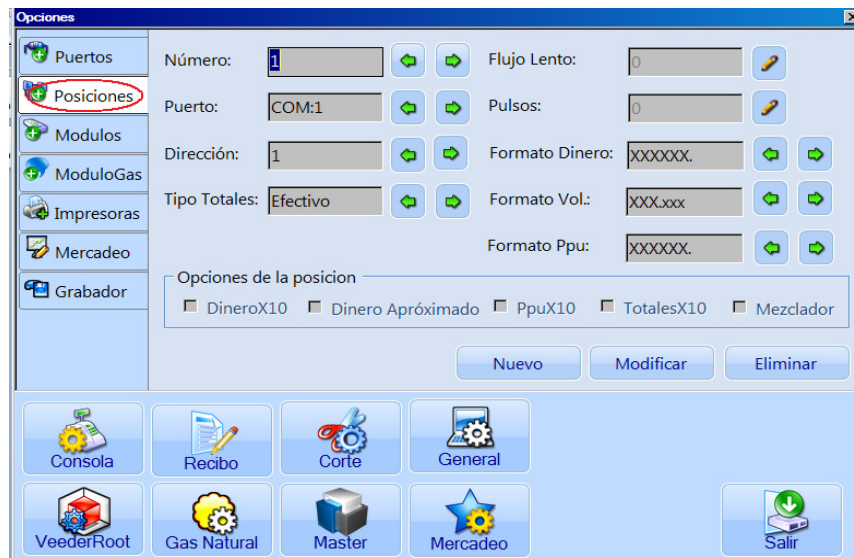 Opciones
Puertos
Posiciones
Modulos
ModuloGas
Impresoras
Mercadeo
Grabador
Número: 1
Puerto: COM:1
Dirección: 1
Tipo Totales: Efectivo
Flujo Lento: 0
Pulsos: 0
Formato Dinero: XXXXXX.
Formato Vol.: XXX.xxx
Formato Ppu: XXXXXX.
Opciones de la posicion
DineroX10 Dinero Apróximado PpuX10 TotalesX10 Mezclador
Nuevo Modificar Eliminar
Consola Recibo Corte General
VeederRoot Gas Natural Master Mercadeo Salir